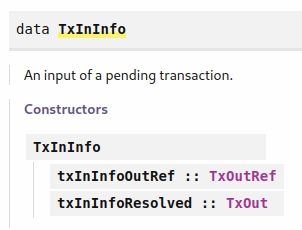 data TxInInfo
An input of a pending transaction.
Constructors
TxInInfo
txInInfoOutRef :: TxOutRef
txInInfoResolved :: TxOut